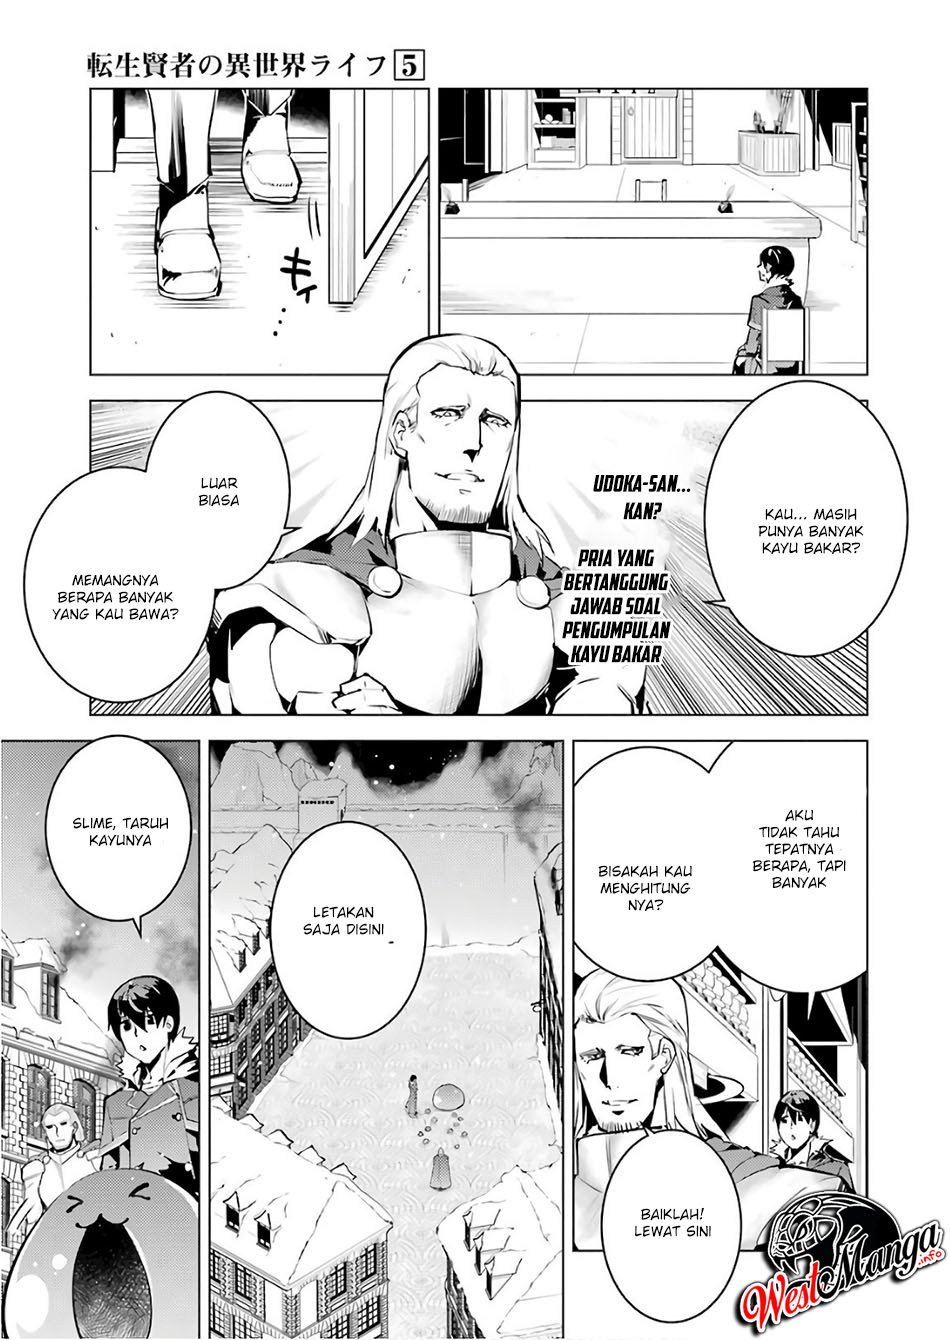 転生賢者の異世界ライフ 5
キィ
...
KAU... MASIH
PUNYA BANYAK
KAYU BAKAR?
UDOKA-SAN...
KAN?
PRIA YANG
BERTANGGUNG
JAWAB SOAL
PENGUMPULAN
KAYU BAKAR
LUAR
BIASA
MEMANGNYA
BERAPA BANYAK
YANG KAU BAWA?
AKU
TIDAK TAHU
TEPATNYA
BERAPA, TAPI
BANYAK
BISAKAH KAU
MENGHITUNG
NYA?
BAIKLAH!
LEWAT SINI
LETAKAN
SAJA DISINI
SLIME, TARUH
KAYUNYA
WestManga
.info